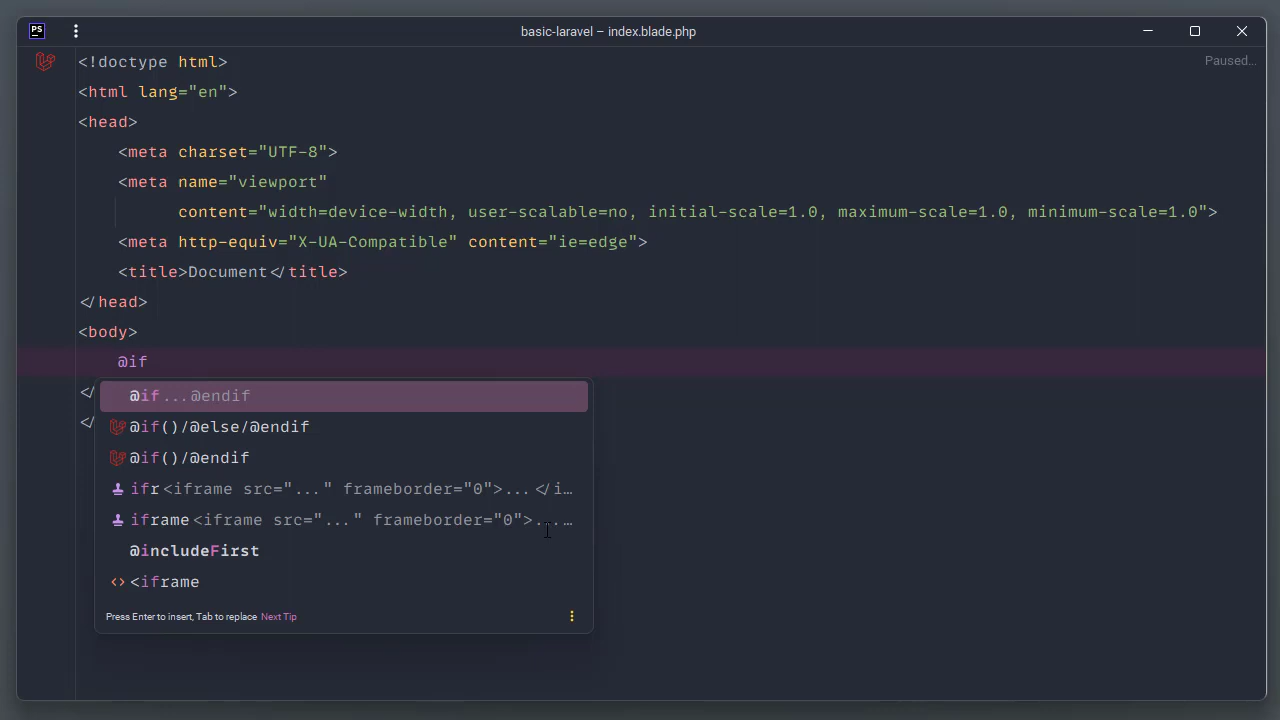 PS
basic-laravel – index.blade.php
Paused...
<!doctype html>
<html lang="en">
<head>
<meta charset="UTF-8">
<meta name="viewport"
content="width=device-width, user-scalable=no, initial-scale=1.0, maximum-scale=1.0, minimum-scale=1.0">
<meta http-equiv="X-UA-Compatible" content="ie=edge">
<title>Document</title>
</head>
<body>
@if
</
@if...@endif
@if()/@else/@endif
</
@if()/@endif
ifr<iframe src="..." frameborder="0">...</i…
iframe<iframe src="..." frameborder="0">...…
@includeFirst
<> <iframe
Press Enter to insert, Tab to replace Next Tip